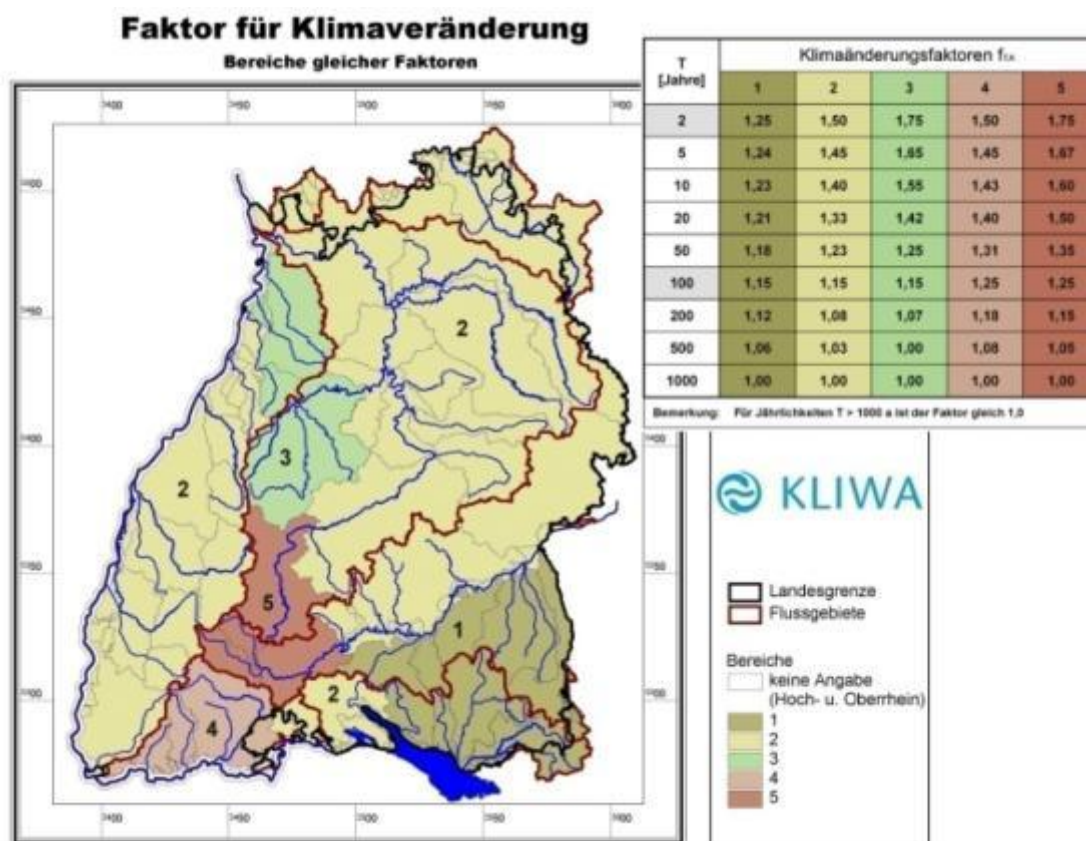 Faktor für Klimaveränderung
Bereiche gleicher Faktoren
T
[Jahre]
Klimaänderungsfaktoren
1 2 3 4 5
2 1,25 1,50 1,75 1,50 1,75
5 1,24 1,45 1,65 1,45 1,67
10 1,23 1,40 1,55 1,43 1,60
20 1,21 1,33 1,42 1,40 1,50
50 1,18 1,23 1,25 1,31 1,35
100 1,15 1,15 1,15 1,25 1,25
200 1,12 1,08 1,07 1,18 1,15
500 1,06 1,03 1,00 1,08 1,05
1000 1,00 1,00 1,00 1,00 1,00
Bemerkung: Für Jährlichkeiten T > 1000 a ist der Faktor gleich 1,0
2
3
2
5
1
2
4
KLIWA
Landesgrenze
Flussgebiete
Bereiche
keine Angabe
(Hoch- u. Oberrhein)
1
2
3
4
5